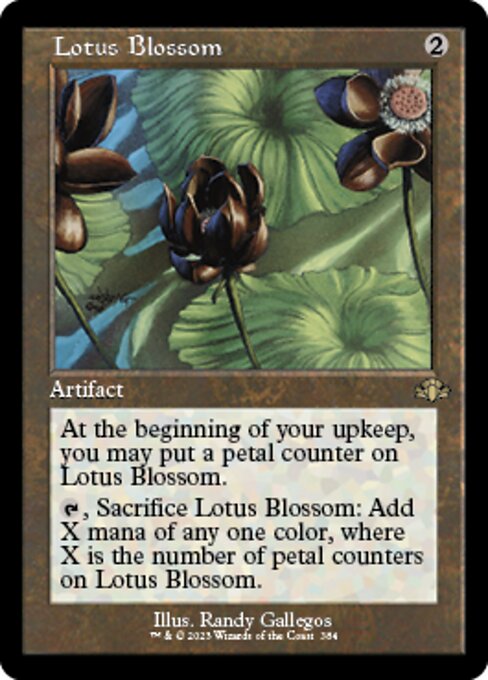 Lotus Blossom 2
Artifact
At the beginning of your upkeep,
you may put a petal counter on
Lotus Blossom.
, Sacrifice Lotus Blossom: Add
X mana of any one color, where
X is the number of petal counters
on Lotus Blossom.
Illus. Randy Gallegos
™ & © 2023 Wizards of the Coast 384